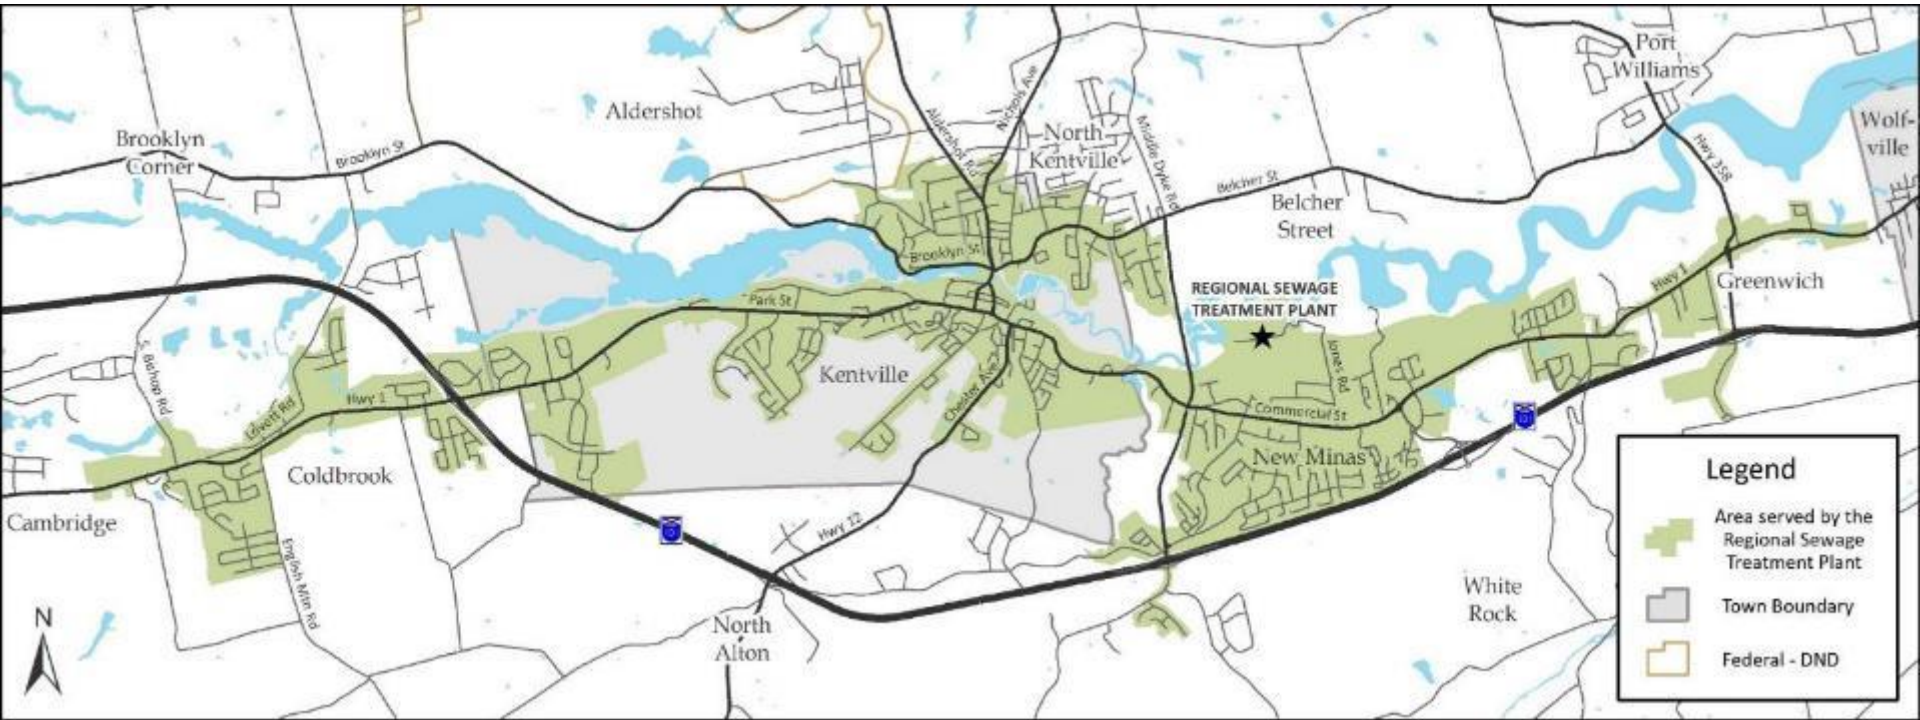 Port
Williams
Aldershot
Nichols Ave
Aldershot Rd
North
Kentville
Middle Dyke Rd
Wolf-
ville
Brooklyn
Corner
Brooklyn St
Hwy 358
Belcher St
Belcher
Street
Brooklyn St
REGIONAL SEWAGE
TREATMENT PLANT
Hwy 1
Greenwich
Park St
S. Bishop Rd
Jones Rd
Kentville
Chester Ave
Lovett Rd
Hwy 1
Commercial St
New Minas
Coldbrook
Cambridge
Hwy 12
English Mtn Rd
White
Rock
North
Alton
N
Legend
Area served by the
Regional Sewage
Treatment Plant
Town Boundary
Federal - DND